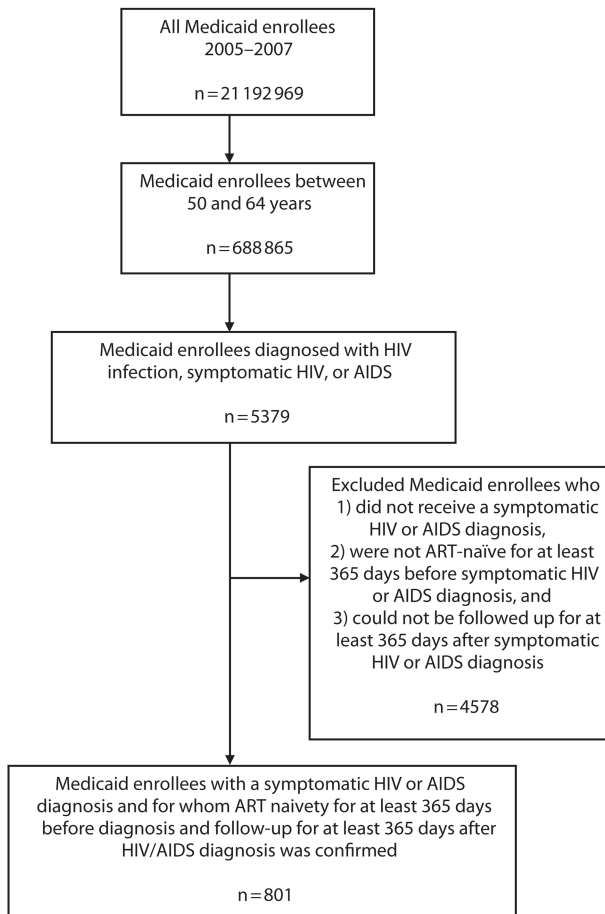 All Medicaid enrollees
2005–2007
n=21 192 969
Medicaid enrollees between
50 and 64 years
n=688 865
Medicaid enrollees diagnosed with HIV
infection, symptomatic HIV, or AIDS
n=5379
Excluded Medicaid enrollees who
1) did not receive a symptomatic
HIV or AIDS diagnosis,
2) were not ART-naïve for at least
365 days before symptomatic HIV
or AIDS diagnosis, and
3) could not be followed up for at
least 365 days after symptomatic
HIV or AIDS diagnosis
n=4578
Medicaid enrollees with a symptomatic HIV or AIDS
diagnosis and for whom ART naivety for at least 365 days
before diagnosis and follow-up for at least 365 days after
HIV/AIDS diagnosis was confirmed
n=801